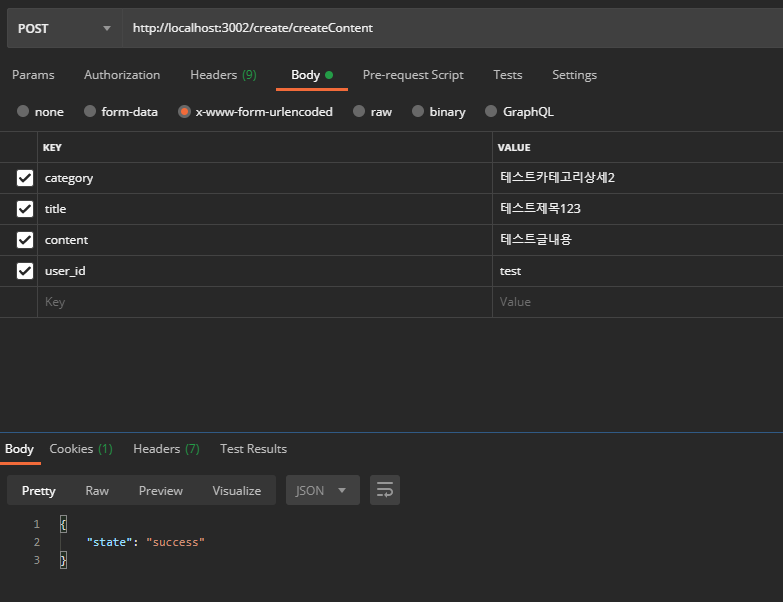 POST http://localhost:3002/create/createContent
Params Authorization Headers (9) Body Pre-request Script Tests Settings
none form-data x-www-form-urlencoded raw binary GraphQL
KEY VALUE
category 테스트카테고리상세2
title 테스트제목123
content 테스트글내용
user_id test
Key Value
Body Cookies (1) Headers (7) Test Results
Pretty Raw Preview Visualize JSON
1 {
2 "state": "success"
3 }